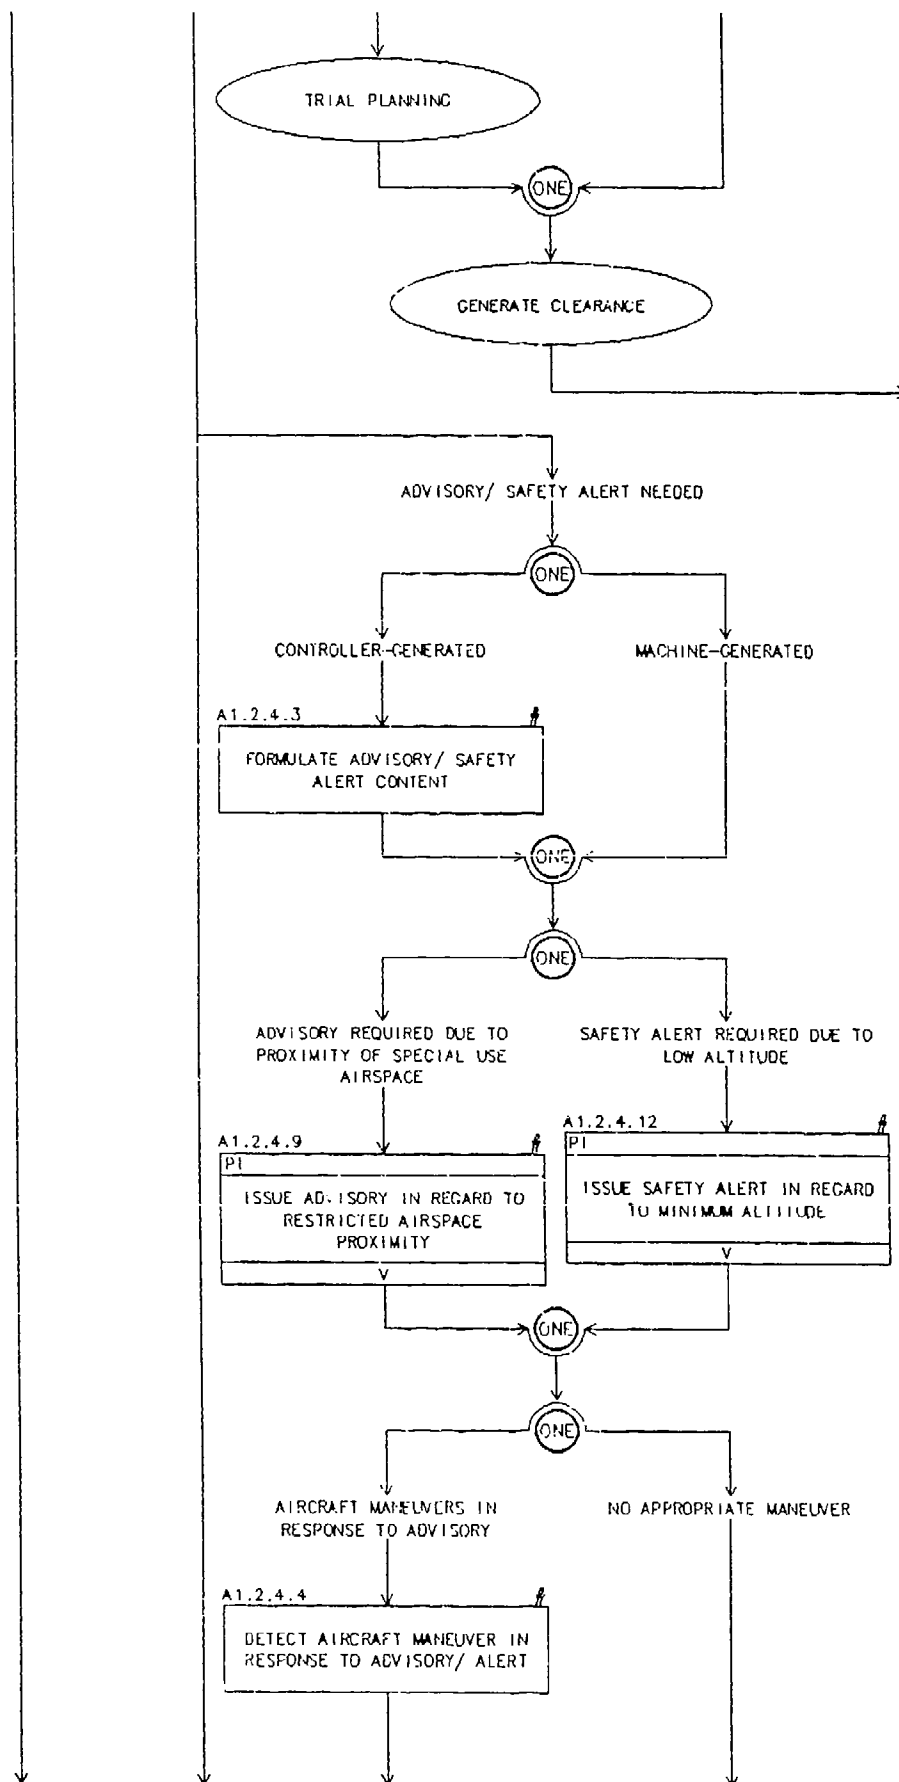 TRIAL PLANNING
ONE
GENERATE CLEARANCE
ADVISORY/ SAFETY ALERT NEEDED
ONE
CONTROLLER-GENERATED
MACHINE-GENERATED
A1.2.4.3
FORMULATE ADVISORY/ SAFETY
ALERT CONTENT
ONE
ONE
ADVISORY REQUIRED DUE TO
PROXIMITY OF SPECIAL USE
AIRSPACE
SAFETY ALERT REQUIRED DUE TO
LOW ALTITUDE
A1.2.4.9
PI
ISSUE ADVISORY IN REGARD TO
RESTRICTED AIRSPACE
PROXIMITY
V
A1.2.4.12
PI
ISSUE SAFETY ALERT IN REGARD
TO MINIMUM ALTITUDE
V
ONE
ONE
AIRCRAFT MANEUVERS IN
RESPONSE TO ADVISORY
NO APPROPRIATE MANEUVER
A1.2.4.4
DETECT AIRCRAFT MANEUVER IN
RESPONSE TO ADVISORY/ ALERT